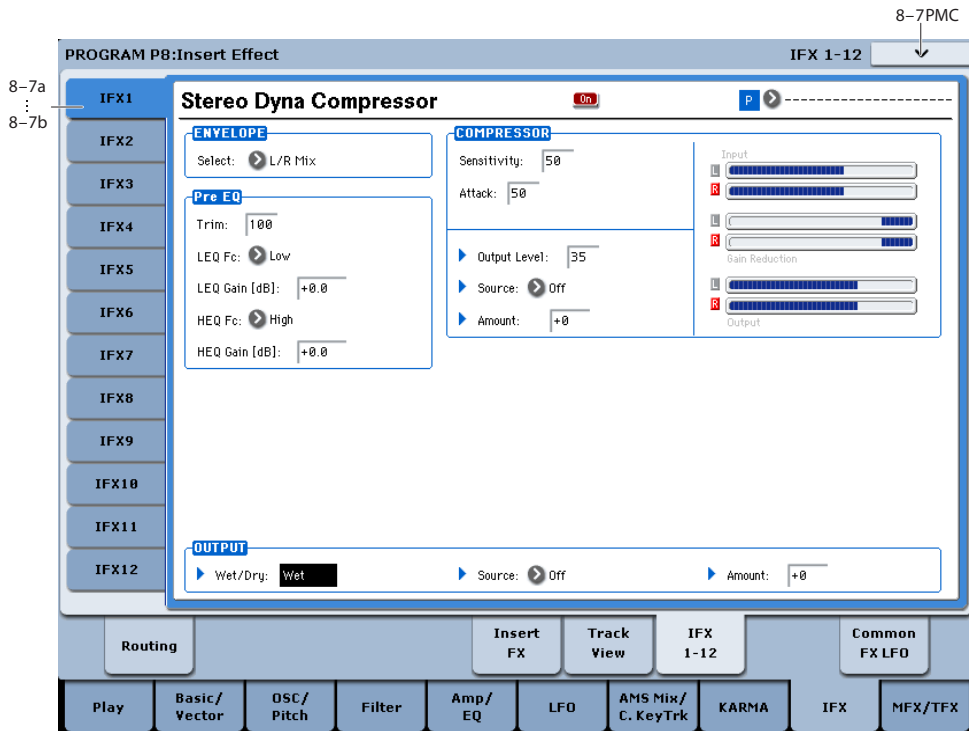 8–7PMC
PROGRAM P8:Insert Effect
IFX 1-12
8–7a
8–7b
IFX1
IFX2
IFX3
IFX4
IFX5
IFX6
IFX7
IFX8
IFX9
IFX10
IFX11
IFX12
Stereo Dyna Compressor
On
P
ENVELOPE
Select: L/R Mix
Pre EQ
Trim: 100
LEQ Fc: Low
LEQ Gain [dB]: +0.0
HEQ Fc: High
HEQ Gain [dB]: +0.0
COMPRESSOR
Sensitivity: 50
Attack: 50
Output Level: 35
Source: Off
Amount: +0
Input
L
R
L
R
Gain Reduction
L
R
Output
OUTPUT
Wet/Dry: Wet
Source: Off
Amount: +0
Routing
Insert
FX
Track
View
IFX
1-12
Common
FX LFO
Play
Basic/
Vector
OSC/
Pitch
Filter
Amp/
EQ
LFO
AMS Mix/
C. KeyTrk
KARMA
IFX
MFX/TFX